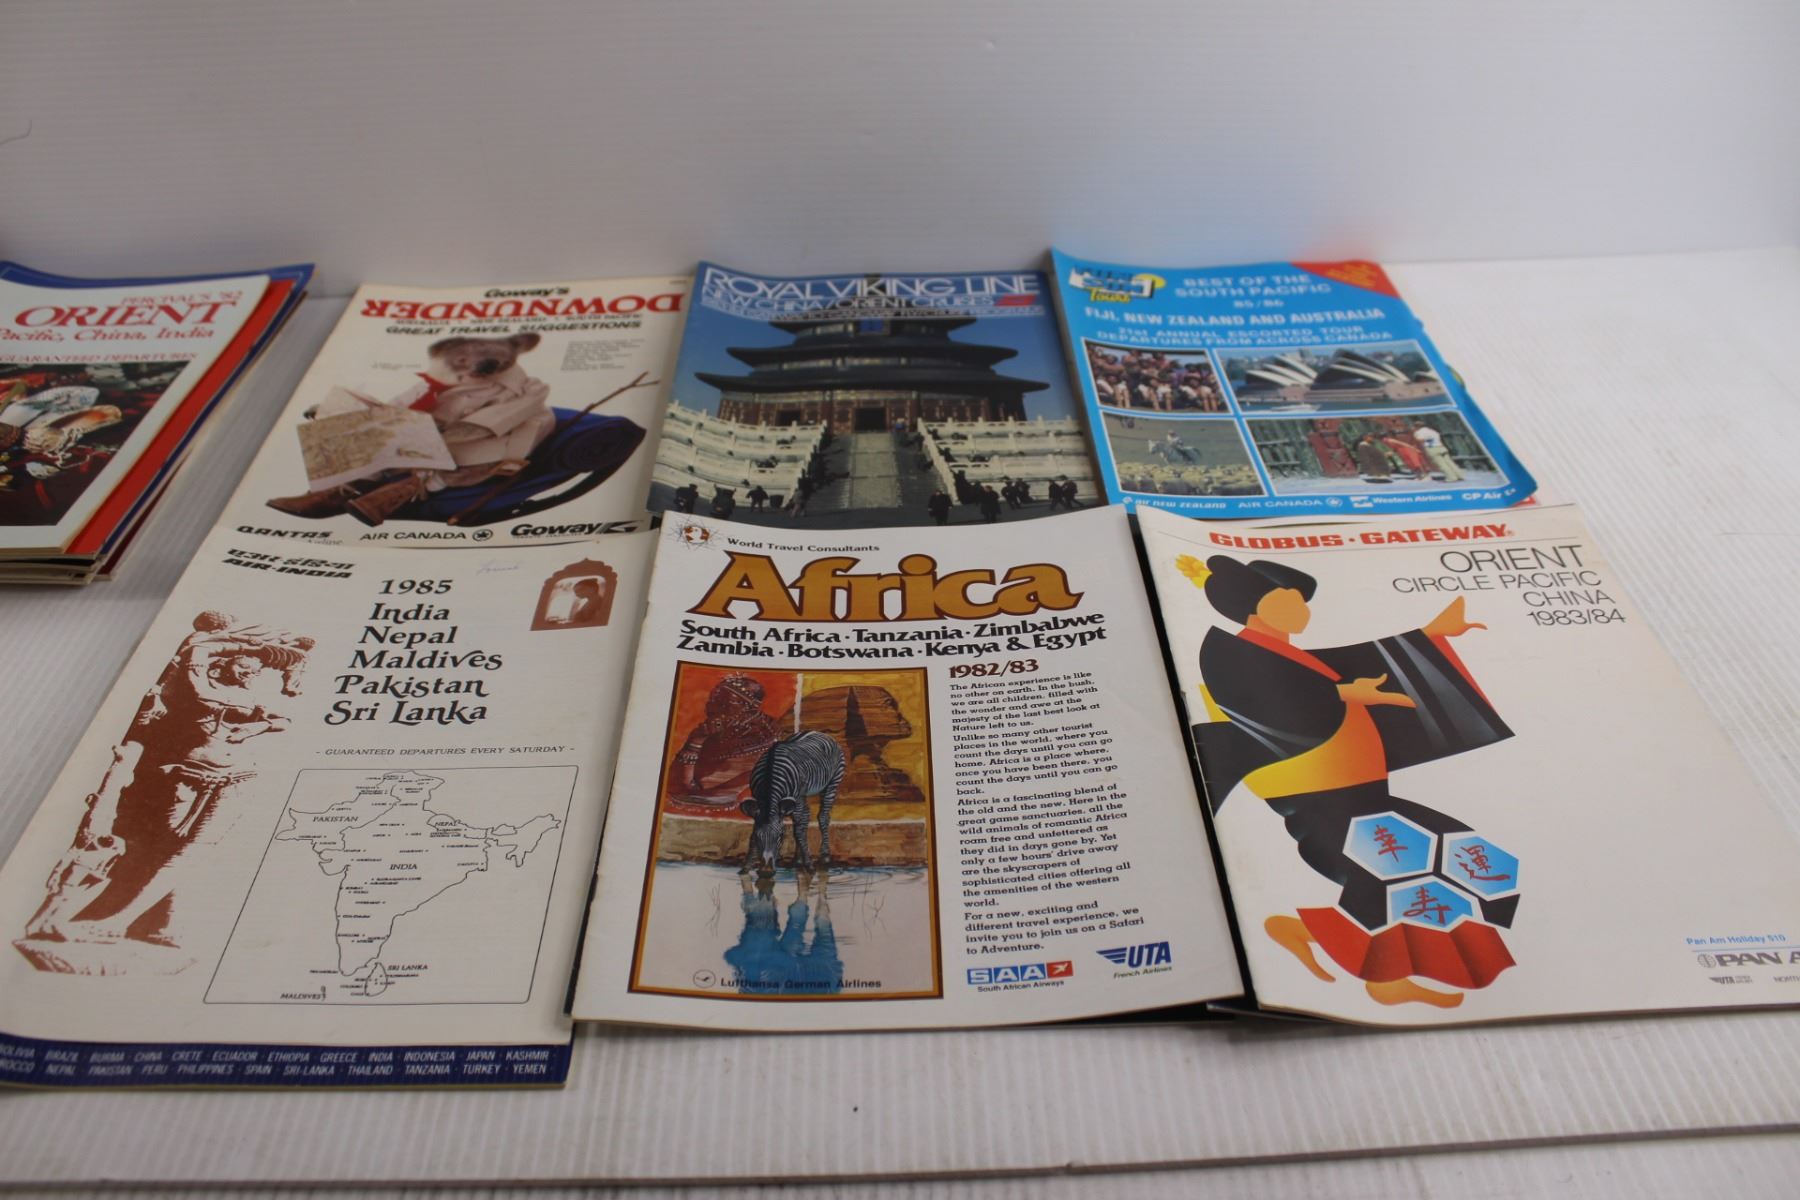 PERCIVAL'S '82
ORIENT
Pacific, China, India
GUARANTEED DEPARTURES
Goway's
DOWNUNDER
AUSTRALIA NEW ZEALAND SOUTH PACIFIC
GREAT TRAVEL SUGGESTIONS
QANTAS
AIR CANADA
Goway
ROYAL VIKING LINE
NEW CHINA/ORIENT CRUISES
Tours
BEST OF THE
SOUTH PACIFIC
85/86
FIJI, NEW ZEALAND AND AUSTRALIA
21st ANNUAL ESCORTED TOUR
DEPARTURES FROM ACROSS CANADA
air NEW ZEALAND
AIR CANADA
Western Airlines
CP Air
एअर इंडिया
AIR-INDIA
1985
India
Nepal
Maldives
Pakistan
Sri Lanka
- GUARANTEED DEPARTURES EVERY SATURDAY -
PAKISTAN
NEPAL
INDIA
SRI LANKA
MALDIVES
BOLIVIA · BRAZIL · BURMA · CHINA · CRETE · ECUADOR · ETHIOPIA · GREECE · INDIA · INDONESIA · JAPAN · KASHMIR
NEPAL · PAKISTAN · PERU · PHILIPPINES · SPAIN · SRI-LANKA · THAILAND · TANZANIA · TURKEY · YEMEN
World Travel Consultants
Africa
South Africa · Tanzania · Zimbabwe
Zambia · Botswana · Kenya & Egypt
1982/83
The African experience is like
no other on earth. In the bush,
we are all children, filled with
the wonder and awe at the
majesty of the last best look at
Nature left to us.
Unlike so many other tourist
places in the world, where you
count the days until you can go
home, Africa is a place where,
once you have been there, you
count the days until you can go
back.
Africa is a fascinating blend of
the old and the new. Here in the
great game sanctuaries, all the
wild animals of romantic Africa
roam free and unfettered as
they did in days gone by. Yet
only a few hours' drive away
are the skyscrapers of
sophisticated cities offering all
the amenities of the western
world.
For a new, exciting and
different travel experience, we
invite you to join us on a Safari
to Adventure.
Lufthansa German Airlines
SAA
South African Airways
UTA
French Airlines
GLOBUS·GATEWAY®
ORIENT
CIRCLE PACIFIC
CHINA
1983/84
幸
運
寿
Pan Am Holiday 510
PAN A
UTA
NORTH